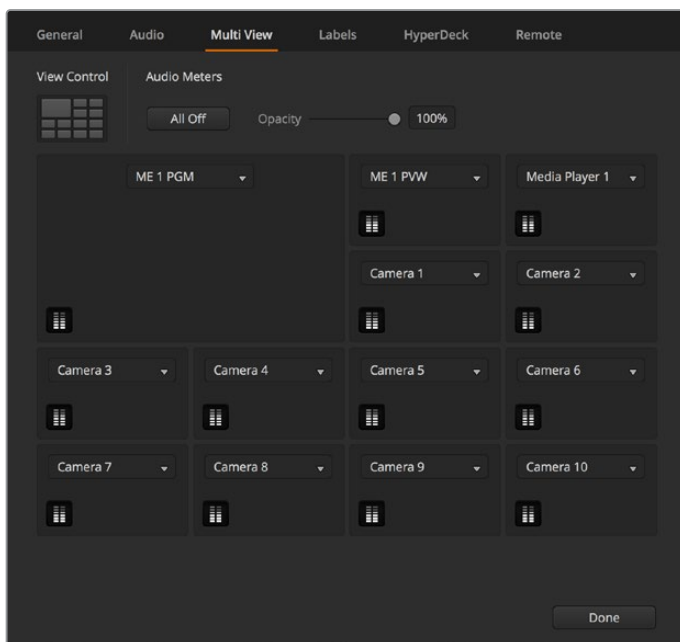 General Audio Multi View Labels HyperDeck Remote
View Control Audio Meters
All Off Opacity 100%
ME 1 PGM ME 1 PVW Media Player 1
Camera 1 Camera 2
Camera 3 Camera 4 Camera 5 Camera 6
Camera 7 Camera 8 Camera 9 Camera 10
Done